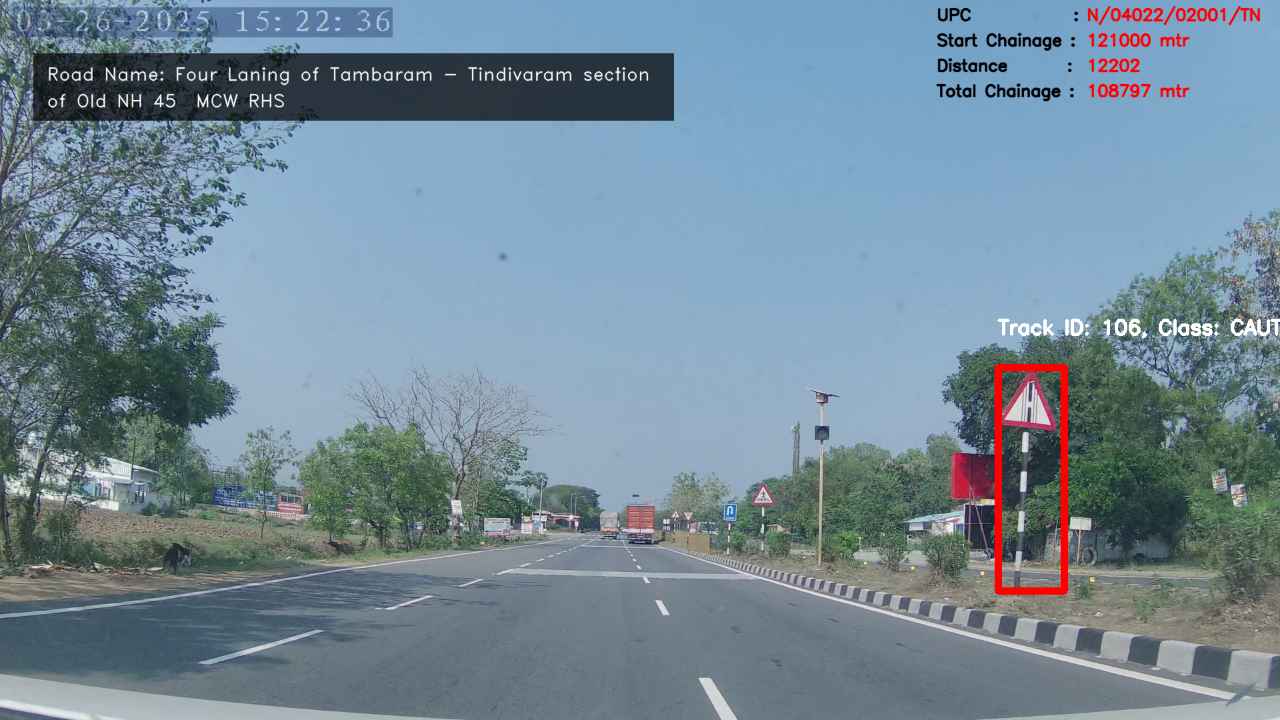 03-26-2025 15:22:36
UPC : N/04022/02001/TN
Start Chainage : 121000 mtr
Distance : 12202
Total Chainage : 108797 mtr
Road Name: Four Laning of Tambaram - Tindivaram section
of Old NH 45 MCW RHS
Track ID: 106, Class: CAUT